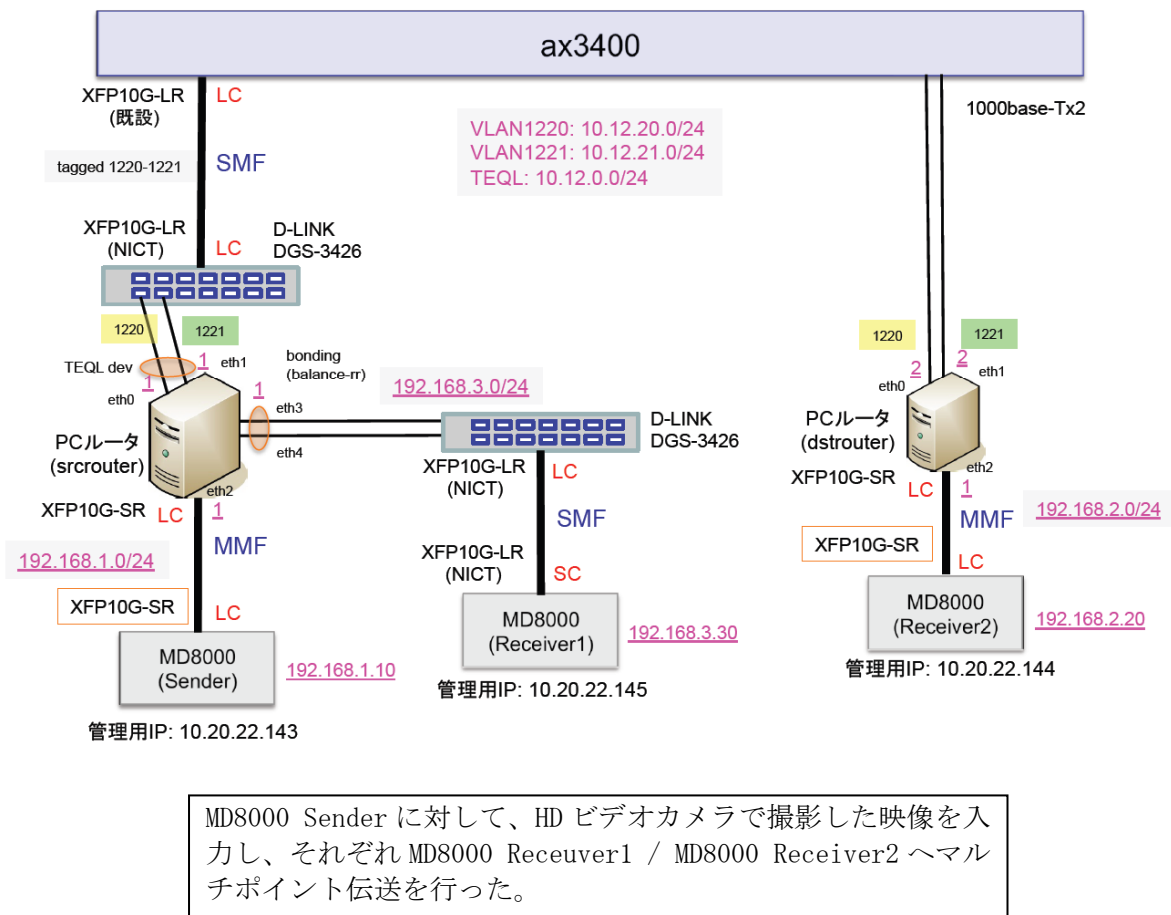 ax3400
XFP10G-LR
(既設)
LC
tagged 1220-1221
SMF
VLAN1220: 10.12.20.0/24
VLAN1221: 10.12.21.0/24
TEQL: 10.12.0.0/24
1000base-Tx2
XFP10G-LR
(NICT)
LC
D-LINK
DGS-3426
1220
1221
TEQL dev
1
1
eth1
eth0
bonding
(balance-rr)
1
192.168.3.0/24
eth3
eth4
PCルータ
(srcrouter)
eth2
XFP10G-SR
LC
1
MMF
192.168.1.0/24
XFP10G-SR
LC
MD8000
(Sender)
192.168.1.10
管理用IP: 10.20.22.143
D-LINK
DGS-3426
XFP10G-LR
(NICT)
LC
SMF
XFP10G-LR
(NICT)
SC
MD8000
(Receiver1)
192.168.3.30
管理用IP: 10.20.22.145
1220
1221
2
2
eth0
eth1
PCルータ
(dstrouter)
eth2
XFP10G-SR
LC
1
MMF
192.168.2.0/24
XFP10G-SR
LC
MD8000
(Receiver2)
192.168.2.20
管理用IP: 10.20.22.144
MD8000 Sender に対して、HD ビデオカメラで撮影した映像を入
力し、それぞれ MD8000 Receuver1 / MD8000 Receiver2 へマル
チポイント伝送を行った。